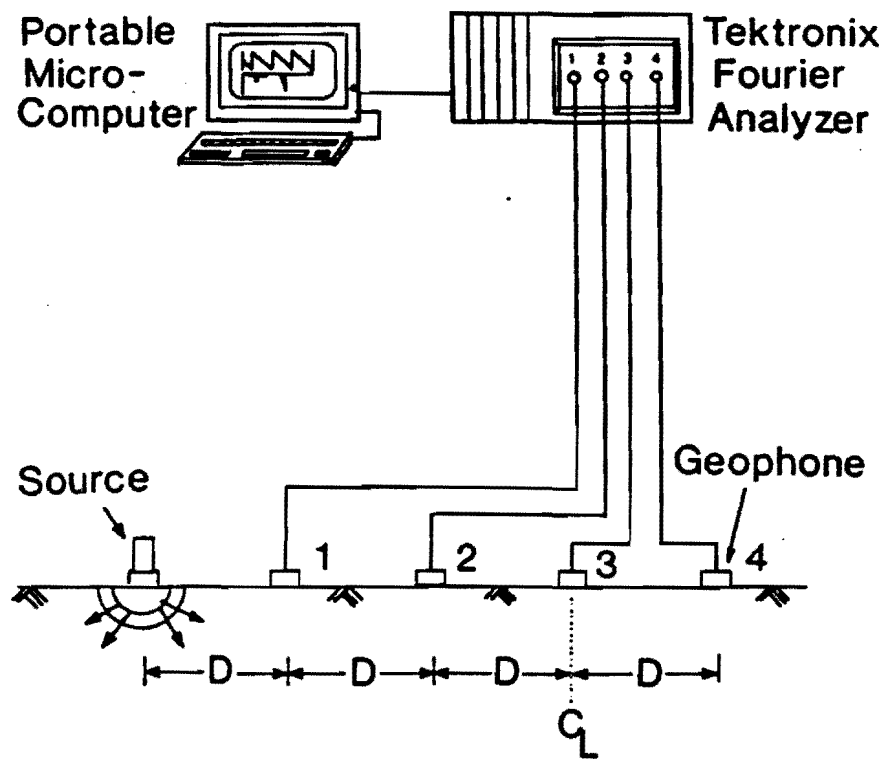 Portable
Micro-
Computer
Tektronix
Fourier
Analyzer
1 2 3 4
Source
Geophone
1 2 3 4
D D D D
CL